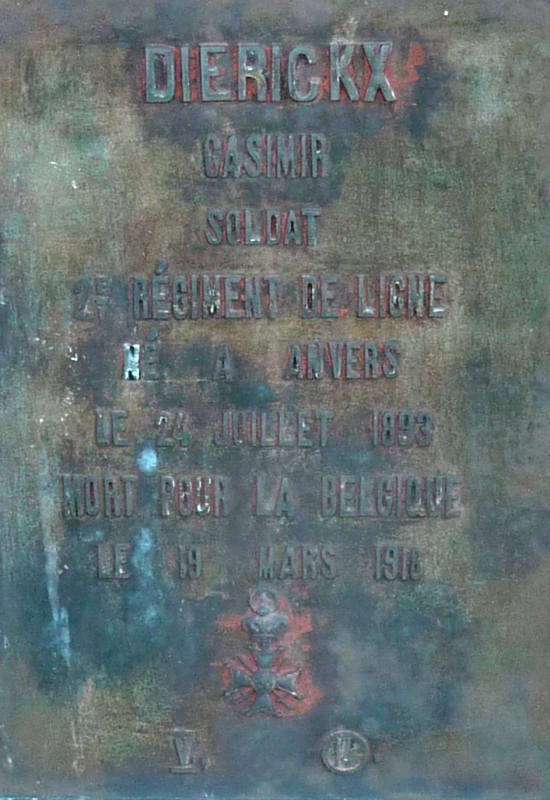 DIERICKX
CASIMIR
SOLDAT
2E RÉGIMENT DE LIGNE
NÉ A ANVERS
LE 24 JUILLET 1893
MORT POUR LA BELGIQUE
LE 19 MARS 1918
V.